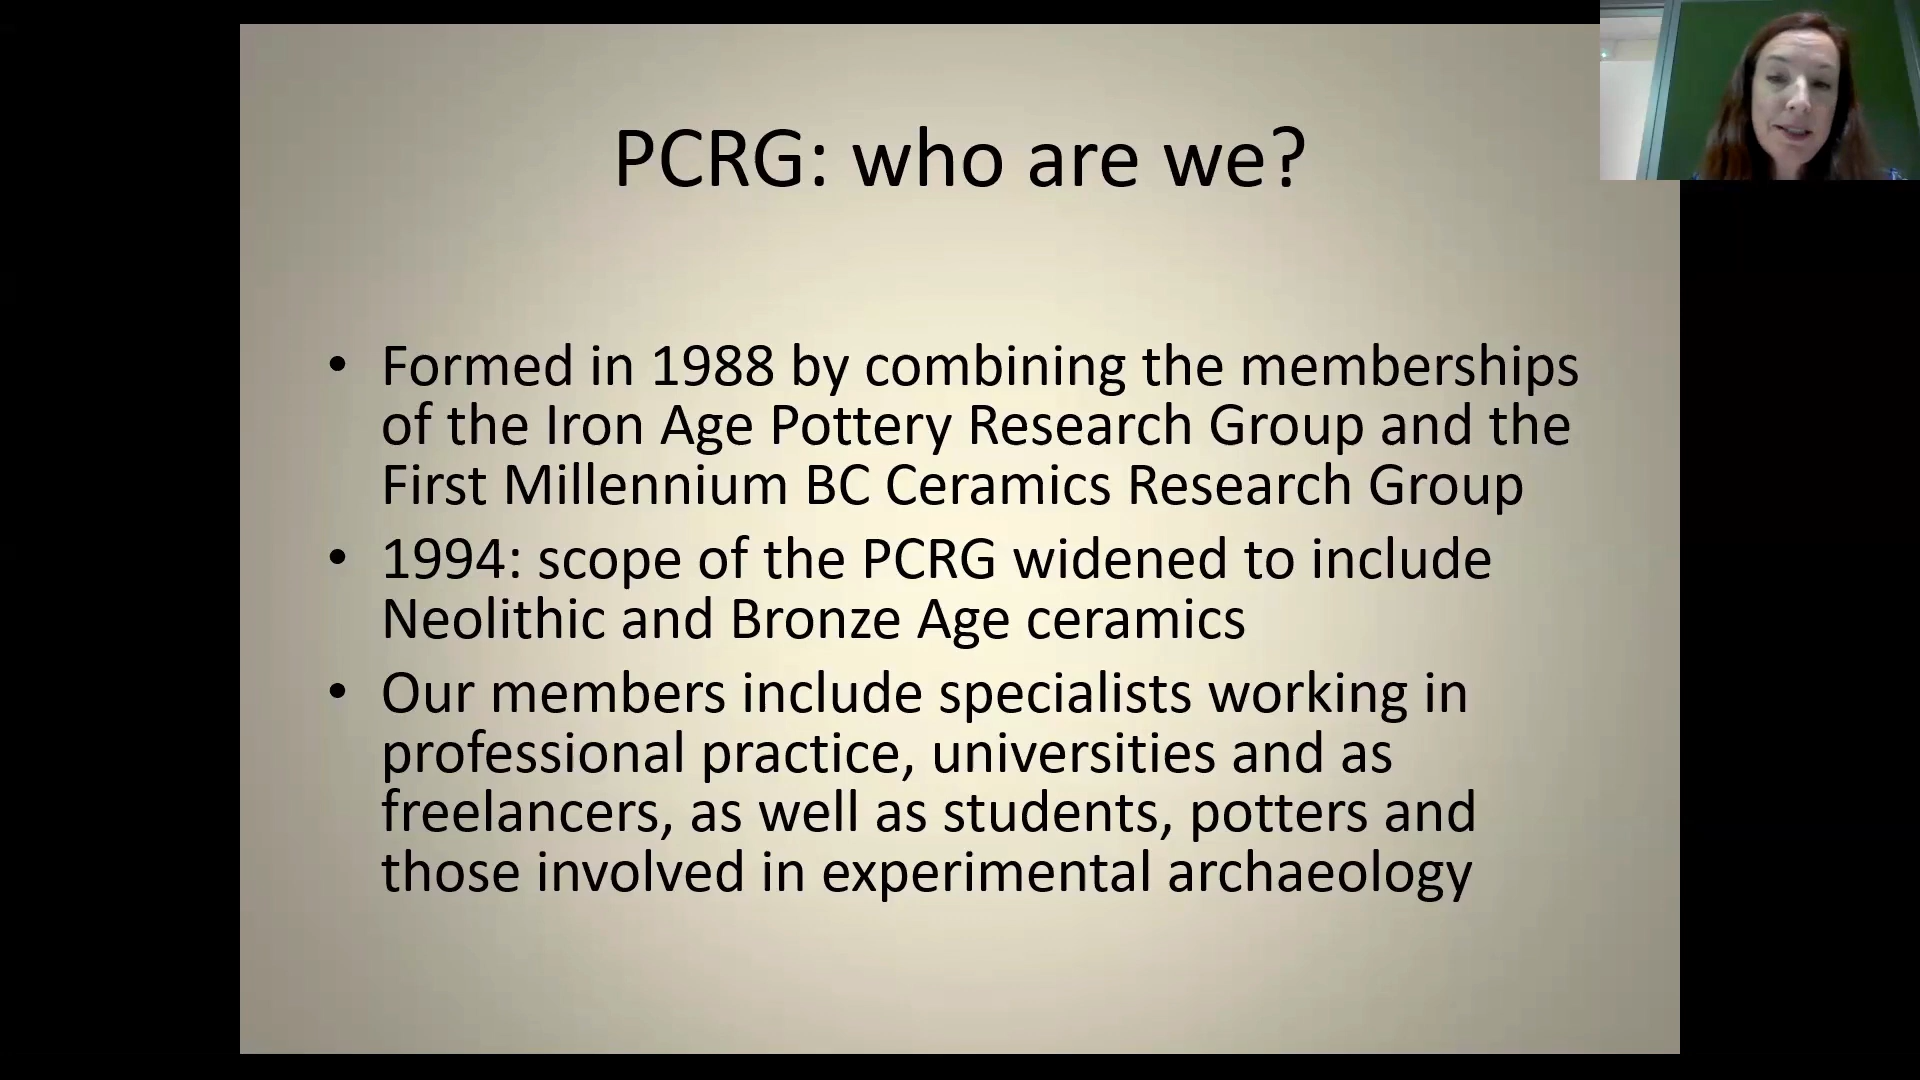 PCRG: who are we?
• Formed in 1988 by combining the memberships
of the Iron Age Pottery Research Group and the
First Millennium BC Ceramics Research Group
• 1994: scope of the PCRG widened to include
Neolithic and Bronze Age ceramics
• Our members include specialists working in
professional practice, universities and as
freelancers, as well as students, potters and
those involved in experimental archaeology